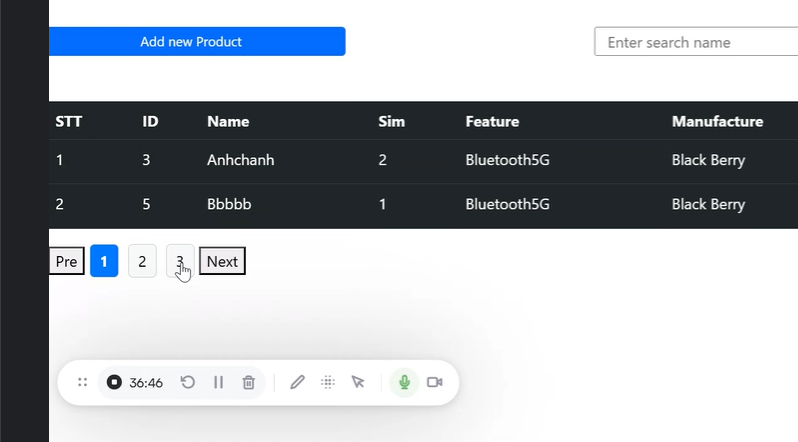 Add new Product Enter search name
STT ID Name Sim Feature Manufacture
1 3 Anhchanh 2 Bluetooth5G Black Berry
2 5 Bbbbb 1 Bluetooth5G Black Berry
Pre 1 2 3 Next
36:46